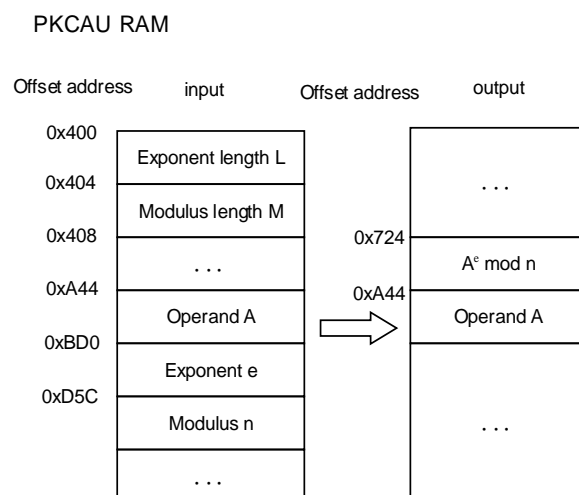 PKCAU RAM
Offset address input Offset address output
0x400
Exponent length L
0x404
Modulus length M
0x408
. . .
0xA44
Operand A
0xBD0
Exponent e
0xD5C
Modulus n
. . .
. . .
0x724
Aᵉ mod n
0xA44
Operand A
. . .